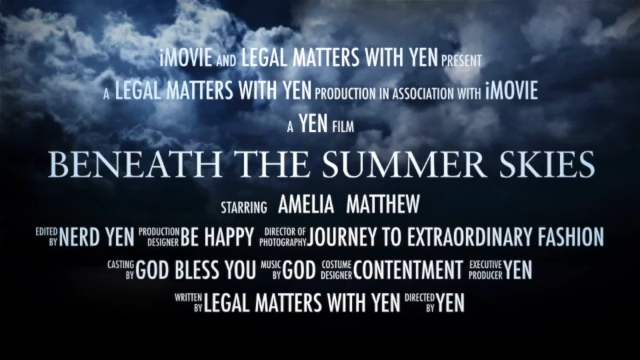 iMOVIE AND LEGAL MATTERS WITH YEN PRESENT
A LEGAL MATTERS WITH YEN PRODUCTION IN ASSOCIATION WITH iMOVIE
A YEN FILM
BENEATH THE SUMMER SKIES
STARRING AMELIA MATTHEW
EDITED BY NERD YEN PRODUCTION DESIGNER BE HAPPY DIRECTOR OF PHOTOGRAPHY JOURNEY TO EXTRAORDINARY FASHION
CASTING BY GOD BLESS YOU MUSIC BY GOD COSTUME DESIGNER CONTENTMENT EXECUTIVE PRODUCER YEN
WRITTEN BY LEGAL MATTERS WITH YEN DIRECTED BY YEN